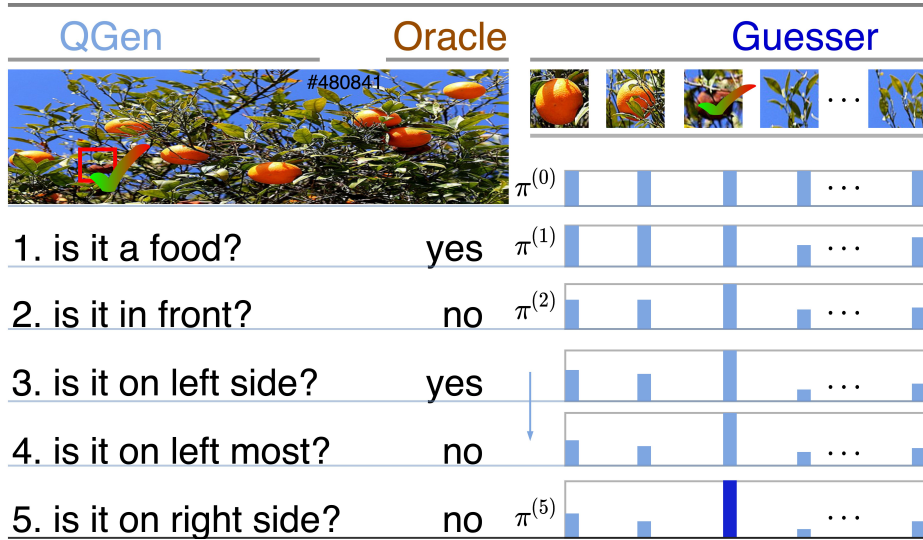 QGen Oracle Guesser
#480841
π(0)
1. is it a food? yes π(1)
2. is it in front? no π(2)
3. is it on left side? yes
4. is it on left most? no
5. is it on right side? no π(5)